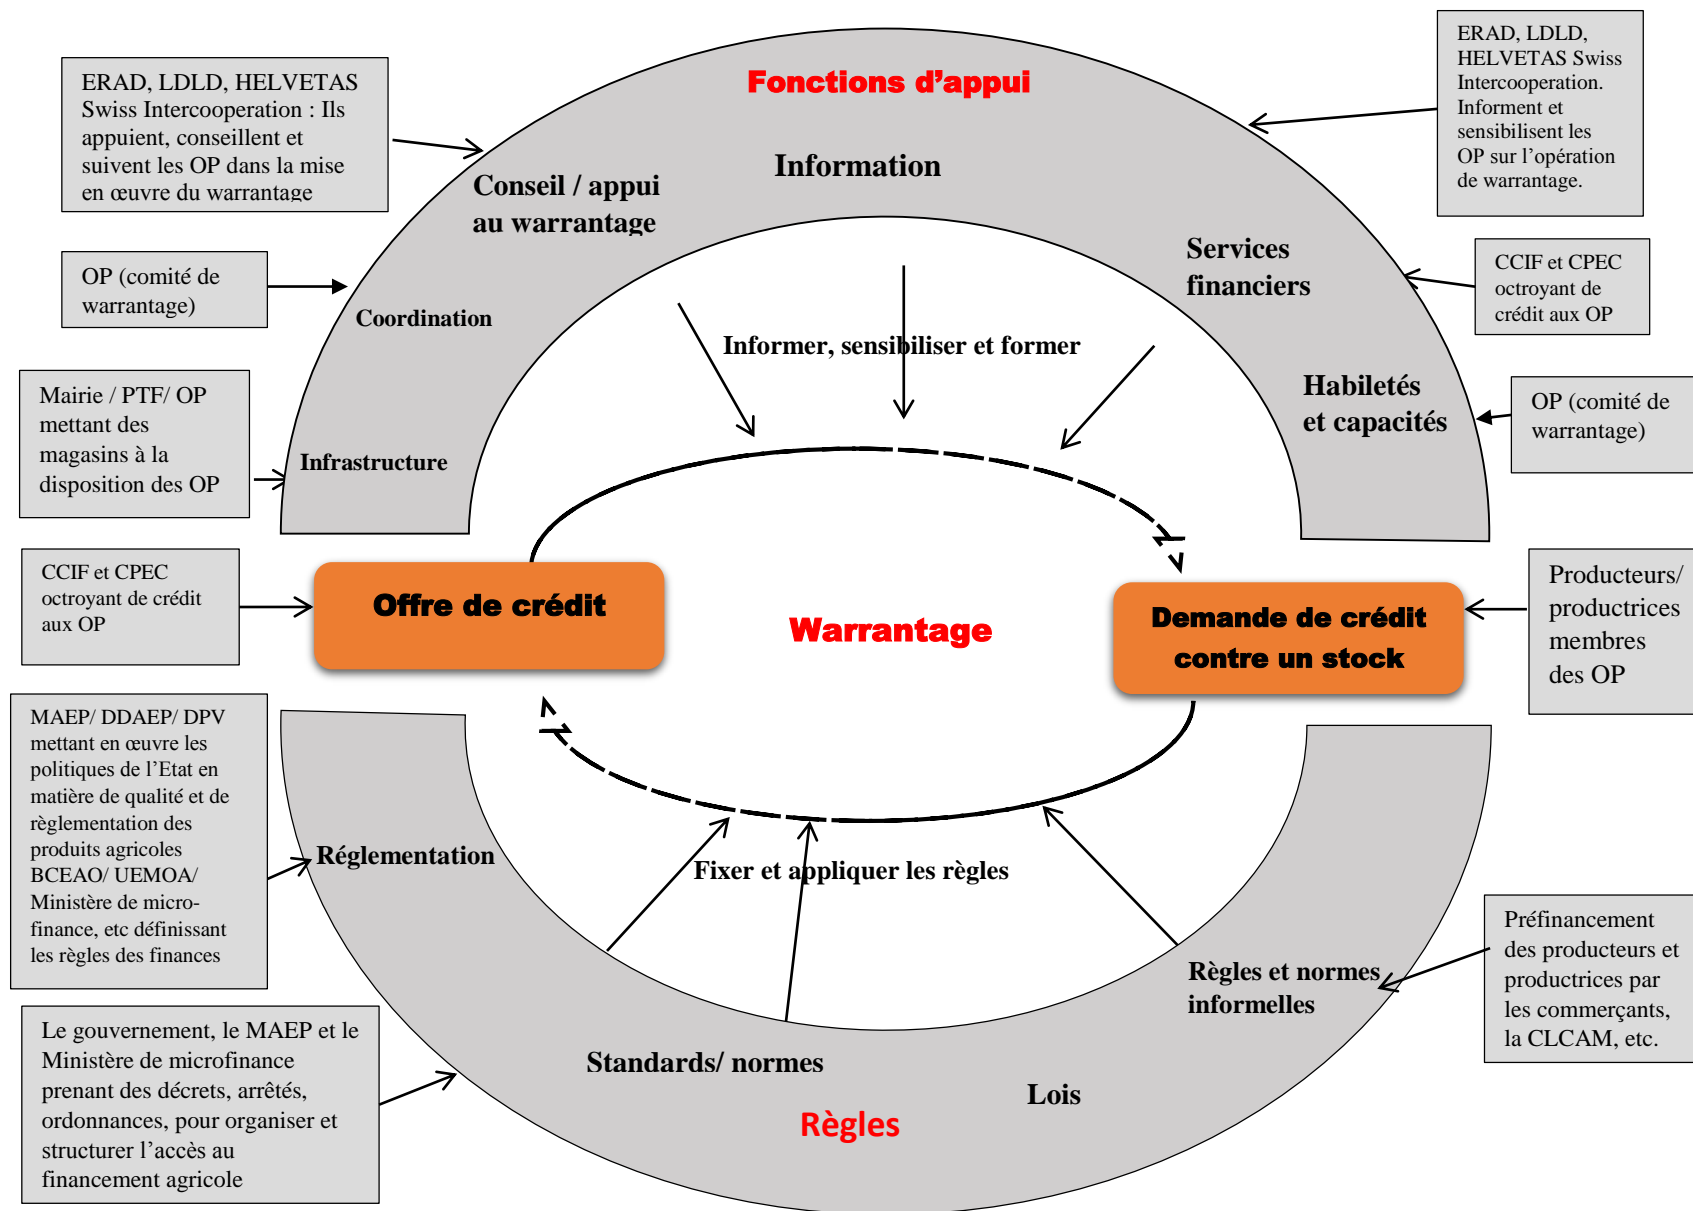 Fonctions d’appui
ERAD, LDLD, HELVETAS
Swiss Intercooperation : Ils
appuient, conseillent et
suivent les OP dans la mise
en œuvre du warrantage
ERAD, LDLD,
HELVETAS Swiss
Intercooperation.
Informent et
sensibilisent les
OP sur l’opération
de warrantage.
Information
Conseil / appui
au warrantage
Services
financiers
OP (comité de
warrantage)
CCIF et CPEC
octroyant de
crédit aux OP
Coordination
Informer, sensibiliser et former
Habiletés
et capacités
Mairie / PTF/ OP
mettant des
magasins à la
disposition des OP
OP (comité de
warrantage)
Infrastructure
CCIF et CPEC
octroyant de crédit
aux OP
Offre de crédit
Warrantage
Demande de crédit
contre un stock
Producteurs/
productrices
membres
des OP
MAEP/ DDAEP/ DPV
mettant en œuvre les
politiques de l’Etat en
matière de qualité et de
règlementation des
produits agricoles
BCEAO/ UEMOA/
Ministère de micro-
finance, etc définissant
les règles des finances
Réglementation
Fixer et appliquer les règles
Règles et normes
informelles
Préfinancement
des producteurs et
productrices par
les commerçants,
la CLCAM, etc.
Le gouvernement, le MAEP et le
Ministère de microfinance
prenant des décrets, arrêtés,
ordonnances, pour organiser et
structurer l’accès au
financement agricole
Standards/ normes
Lois
Règles